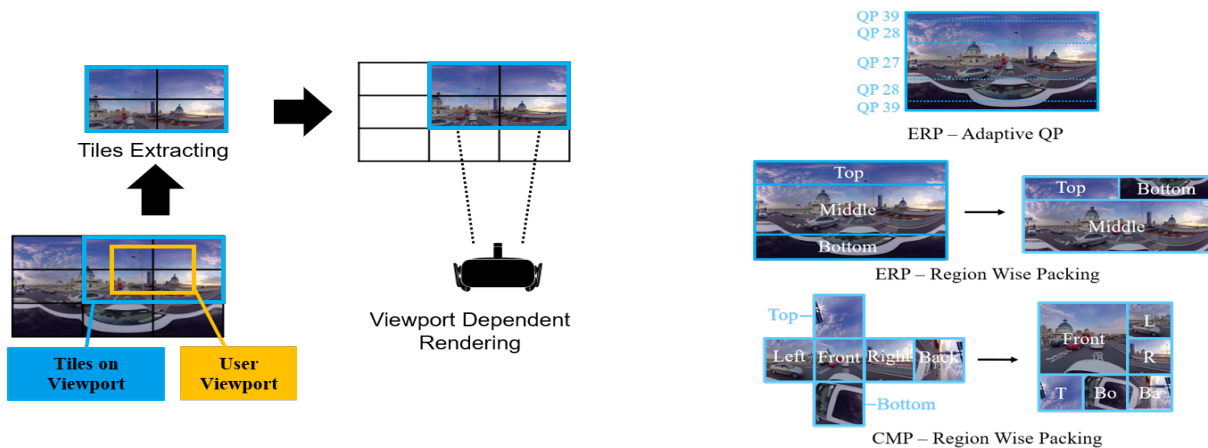 Tiles Extracting
Tiles on
Viewport
User
Viewport
Viewport Dependent
Rendering
QP 39
QP 28
QP 27
QP 28
QP 39
ERP – Adaptive QP
Top
Middle
Bottom
Top
Bottom
Middle
ERP – Region Wise Packing
Top
Left
Front
Right
Back
Bottom
Front
L
R
T
Bo
Ba
CMP – Region Wise Packing